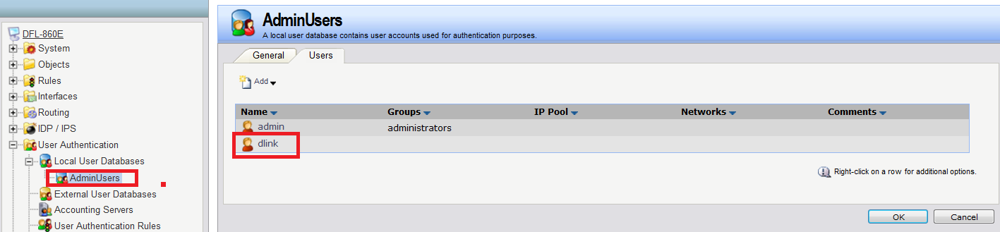 DFL-860E
System
Objects
Rules
Interfaces
Routing
IDP / IPS
User Authentication
Local User Databases
AdminUsers
External User Databases
Accounting Servers
User Authentication Rules
AdminUsers
A local user database contains user accounts used for authentication purposes.
General Users
Add
Name Groups IP Pool Networks Comments
admin administrators
dlink
Right-click on a row for additional options.
OK Cancel